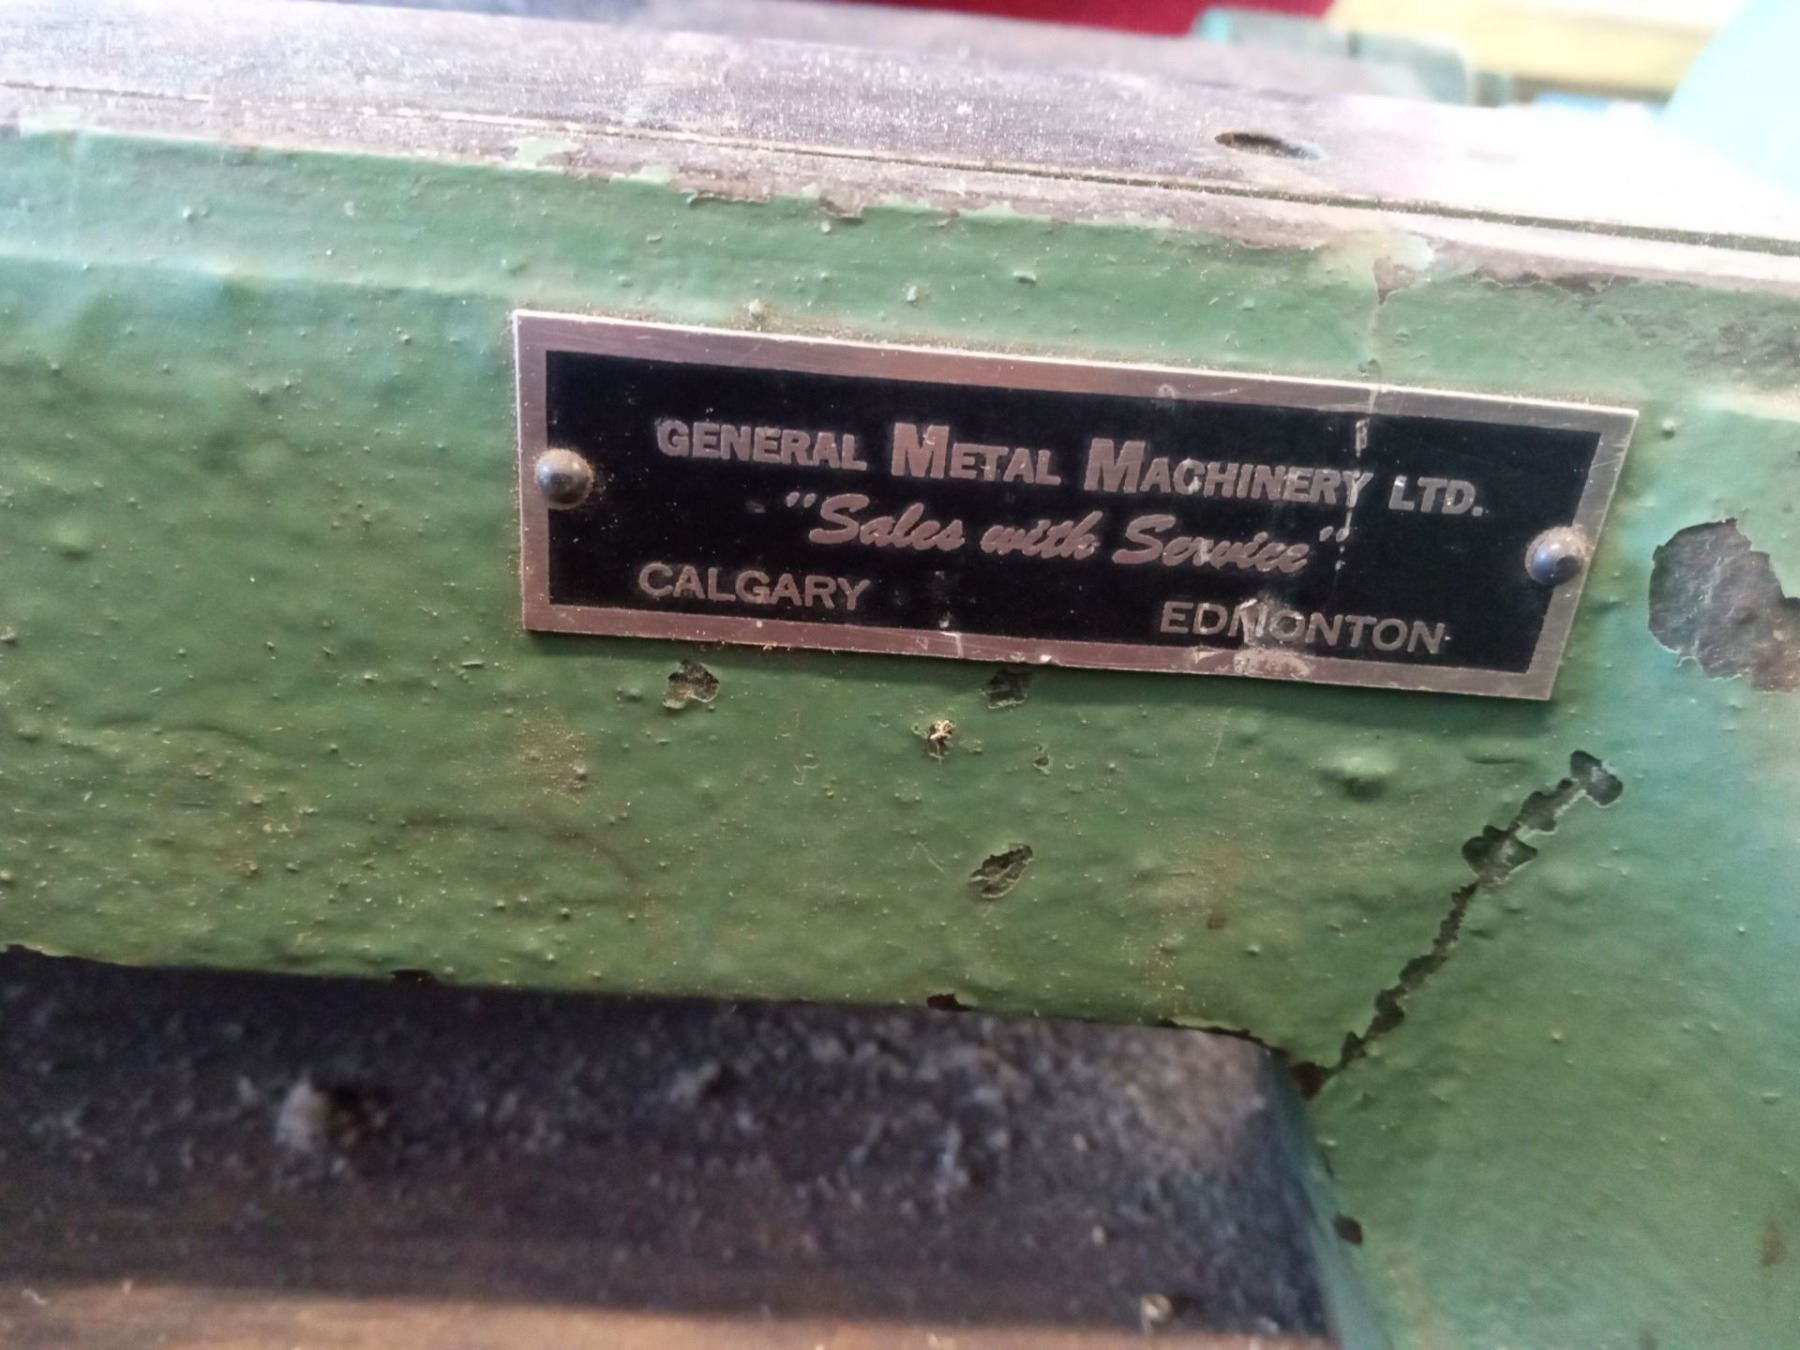 GENERAL METAL MACHINERY LTD.
"Sales with Service"
CALGARY EDMONTON